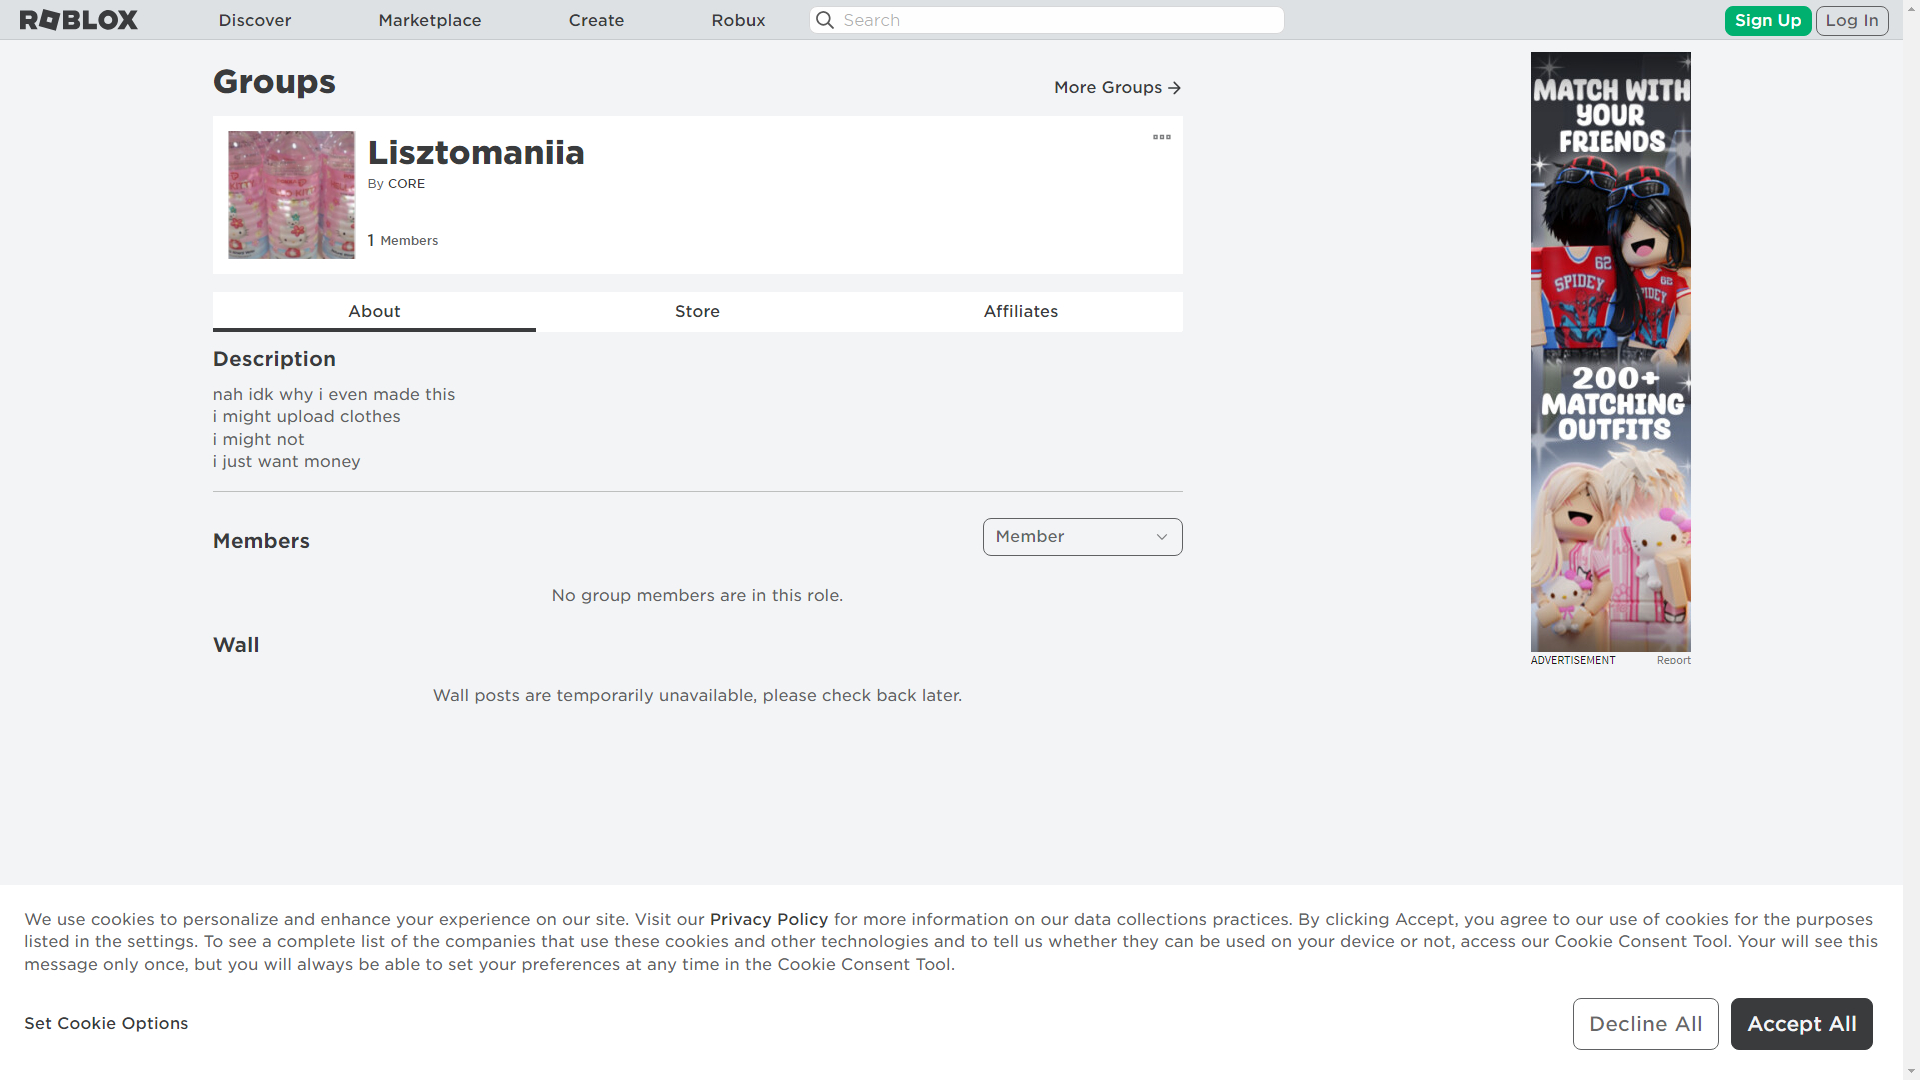 ROBLOX
Discover
Marketplace
Create
Robux
Search
Sign Up
Log In
Groups
More Groups
Lisztomaniia
By CORE
1 Members
About
Store
Affiliates
Description
nah idk why i even made this
i might upload clothes
i might not
i just want money
Members
Member
No group members are in this role.
Wall
Wall posts are temporarily unavailable, please check back later.
MATCH WITH
YOUR
FRIENDS
62
SPIDEY
62
200+
MATCHING
OUTFITS
ADVERTISEMENT
Report
We use cookies to personalize and enhance your experience on our site. Visit our Privacy Policy for more information on our data collections practices. By clicking Accept, you agree to our use of cookies for the purposes
listed in the settings. To see a complete list of the companies that use these cookies and other technologies and to tell us whether they can be used on your device or not, access our Cookie Consent Tool. Your will see this
message only once, but you will always be able to set your preferences at any time in the Cookie Consent Tool.
Set Cookie Options
Decline All
Accept All